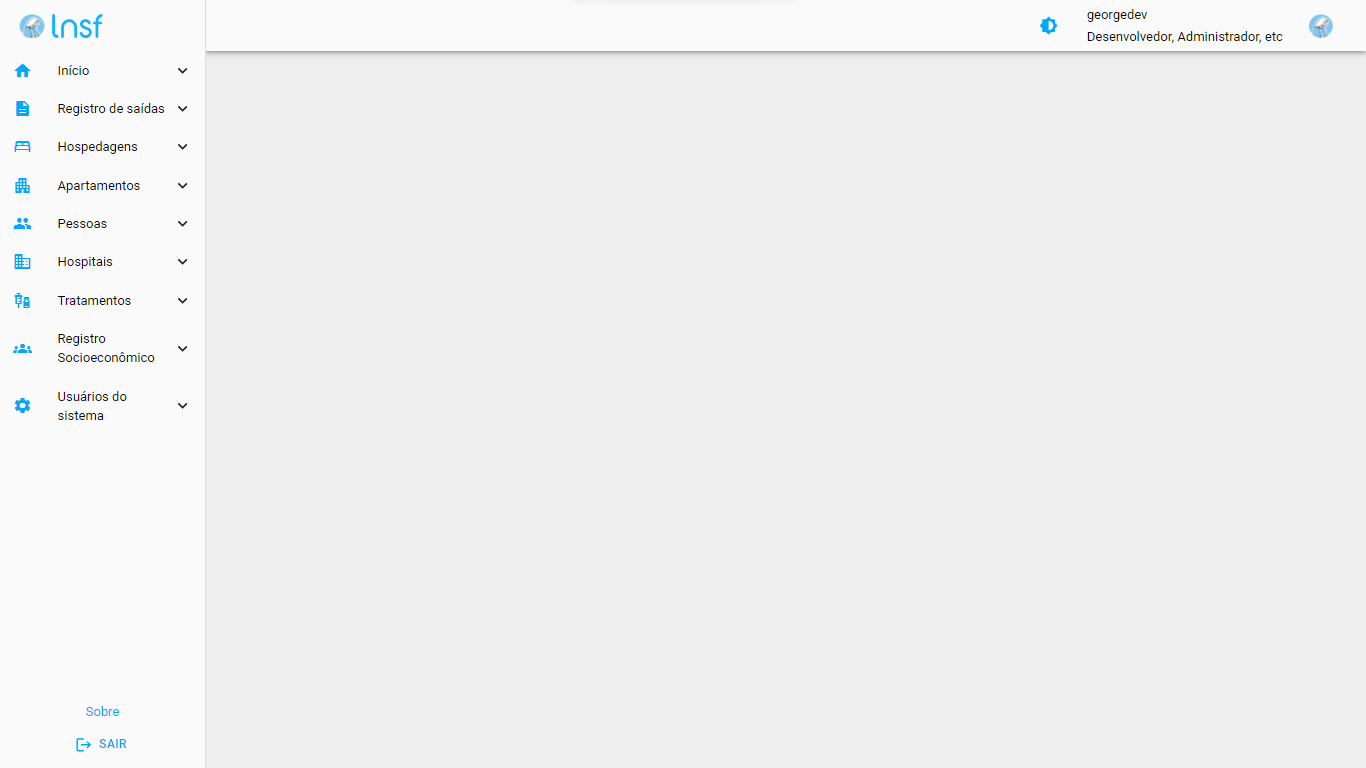 lnsf
georgedev
Desenvolvedor, Administrador, etc
Início
Registro de saídas
Hospedagens
Apartamentos
Pessoas
Hospitais
Tratamentos
Registro
Socioeconômico
Usuários do
sistema
Sobre
SAIR